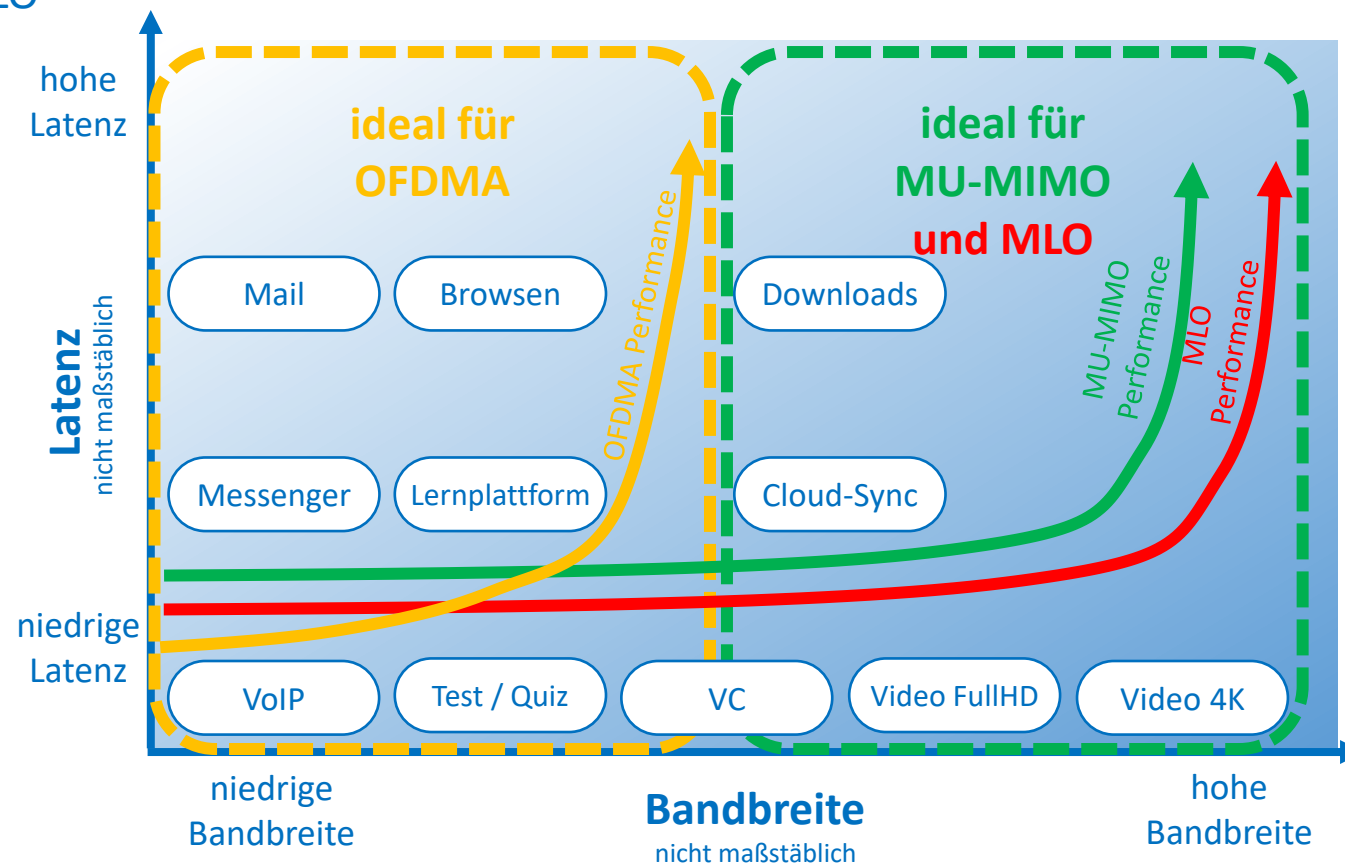 LO
hohe
Latenz
ideal für
OFDMA
ideal für
MU-MIMO
und MLO
OFDMA Performance
MU-MIMO
Performance
MLO
Performance
Mail
Browsen
Downloads
Latenz
nicht maßstäblich
Messenger
Lernplattform
Cloud-Sync
niedrige
Latenz
VoIP
Test / Quiz
VC
Video FullHD
Video 4K
niedrige
Bandbreite
Bandbreite
nicht maßstäblich
hohe
Bandbreite